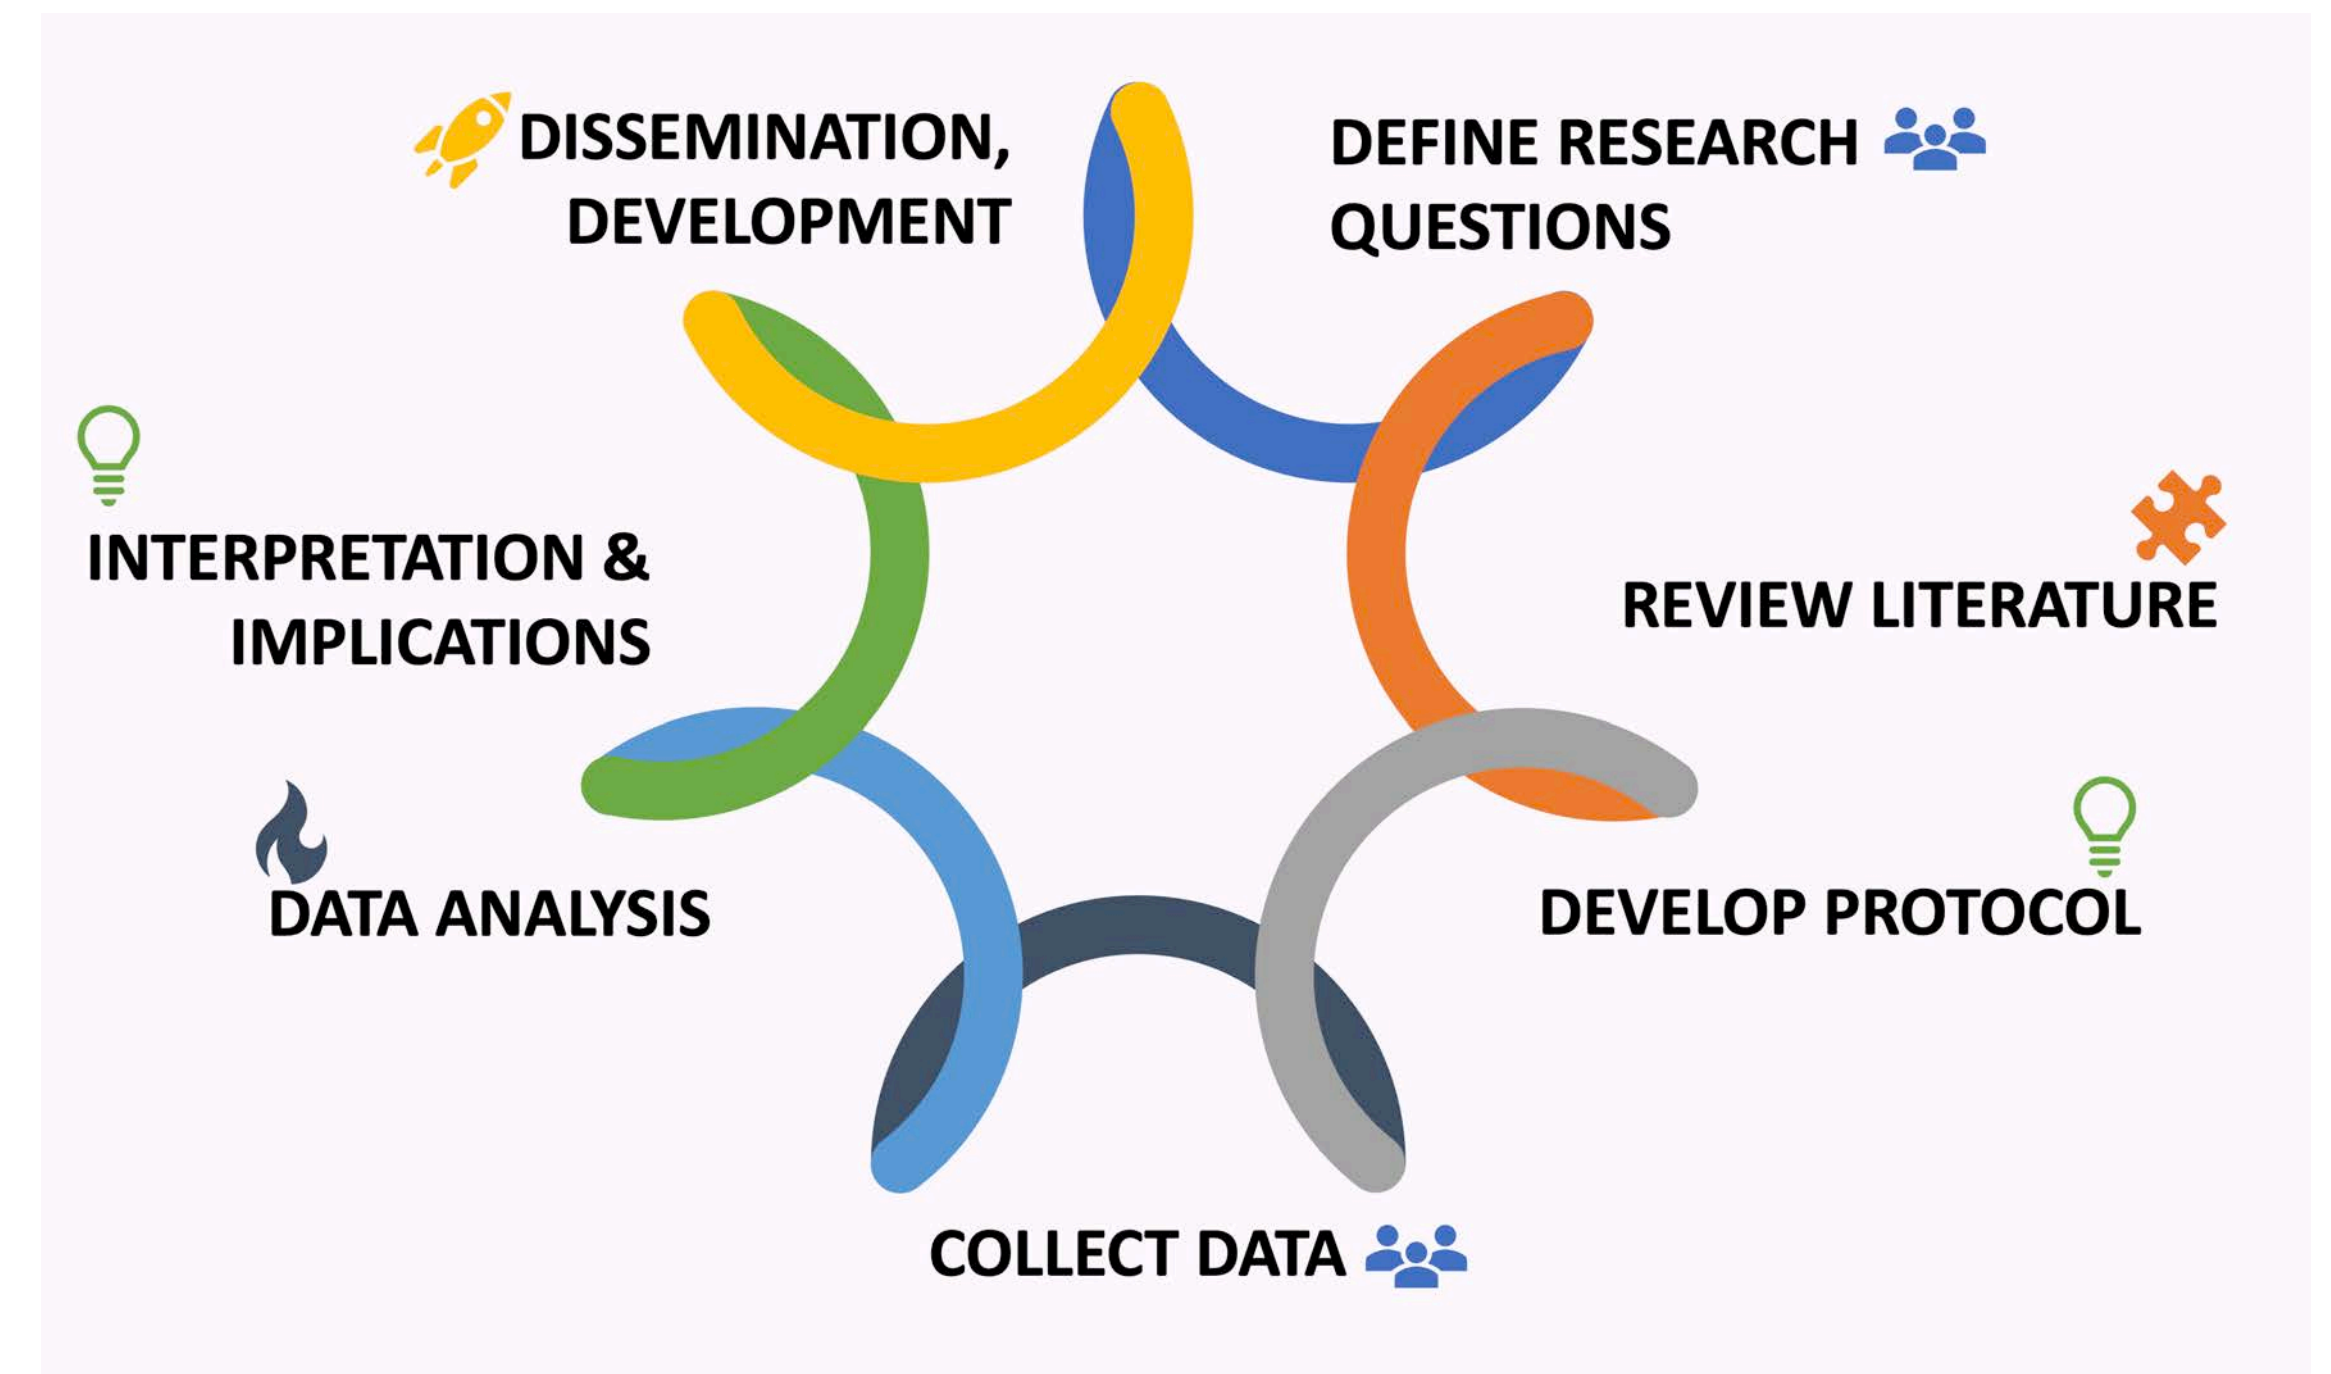 DISSEMINATION,
DEVELOPMENT
DEFINE RESEARCH
QUESTIONS
INTERPRETATION &
IMPLICATIONS
REVIEW LITERATURE
DATA ANALYSIS
DEVELOP PROTOCOL
COLLECT DATA